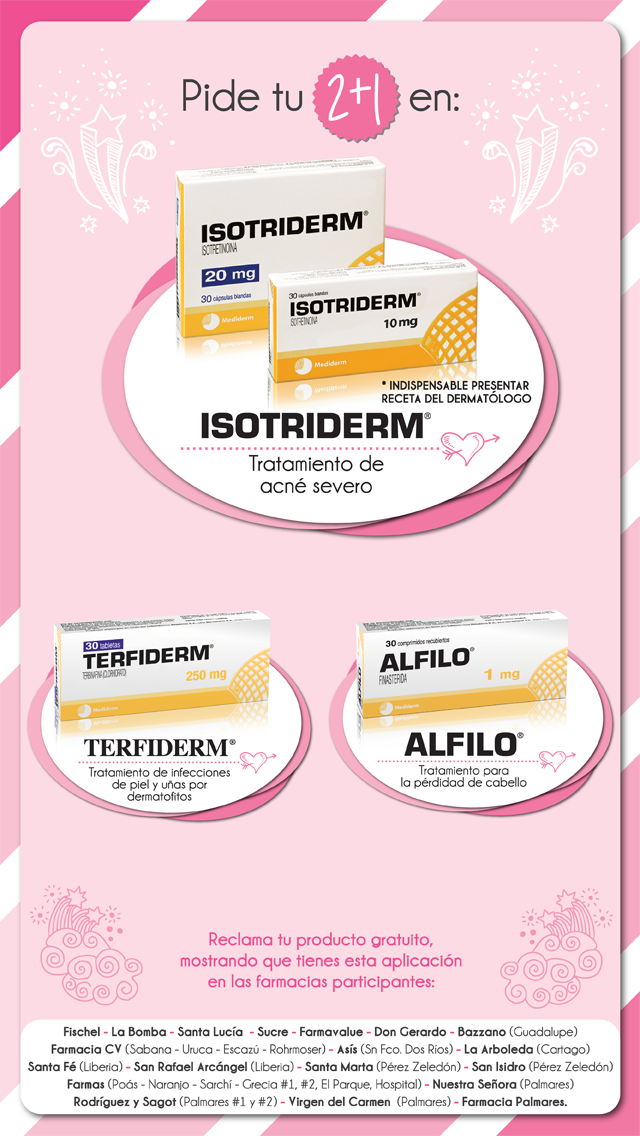 Pide tu 2+1 en:
ISOTRIDERM®
ISOTRETINOINA
20 mg
30 cápsulas blandas
Mediderm
30 cápsulas blandas
ISOTRIDERM®
ISOTRETINOINA
10 mg
Mediderm
* INDISPENSABLE PRESENTAR
RECETA DEL DERMATÓLOGO
ISOTRIDERM®
Tratamiento de
acné severo
30 tabletas
TERFIDERM®
TERBINAFINA (CLORHIDRATO)
250 mg
Mediderm
TERFIDERM®
Tratamiento de infecciones
de piel y uñas por
dermatofitos
30 comprimidos recubiertos
ALFILO®
FINASTERIDA
1 mg
Mediderm
ALFILO®
Tratamiento para
la pérdidad de cabello
Reclama tu producto gratuito,
mostrando que tienes esta aplicación
en las farmacias participantes:
Fischel - La Bomba - Santa Lucía - Sucre - Farmavalue - Don Gerardo - Bazzano (Guadalupe)
Farmacia CV (Sabana - Uruca - Escazú - Rohrmoser) - Asís (Sn Fco. Dos Ríos) - La Arboleda (Cartago)
Santa Fé (Liberia) - San Rafael Arcángel (Liberia) - Santa Marta (Pérez Zeledón) - San Isidro (Pérez Zeledón)
Farmas (Poás - Naranjo - Sarchí - Grecia #1, #2, El Parque, Hospital) - Nuestra Señora (Palmares)
Rodríguez y Sagot (Palmares #1 y #2) - Virgen del Carmen (Palmares) - Farmacia Palmares.